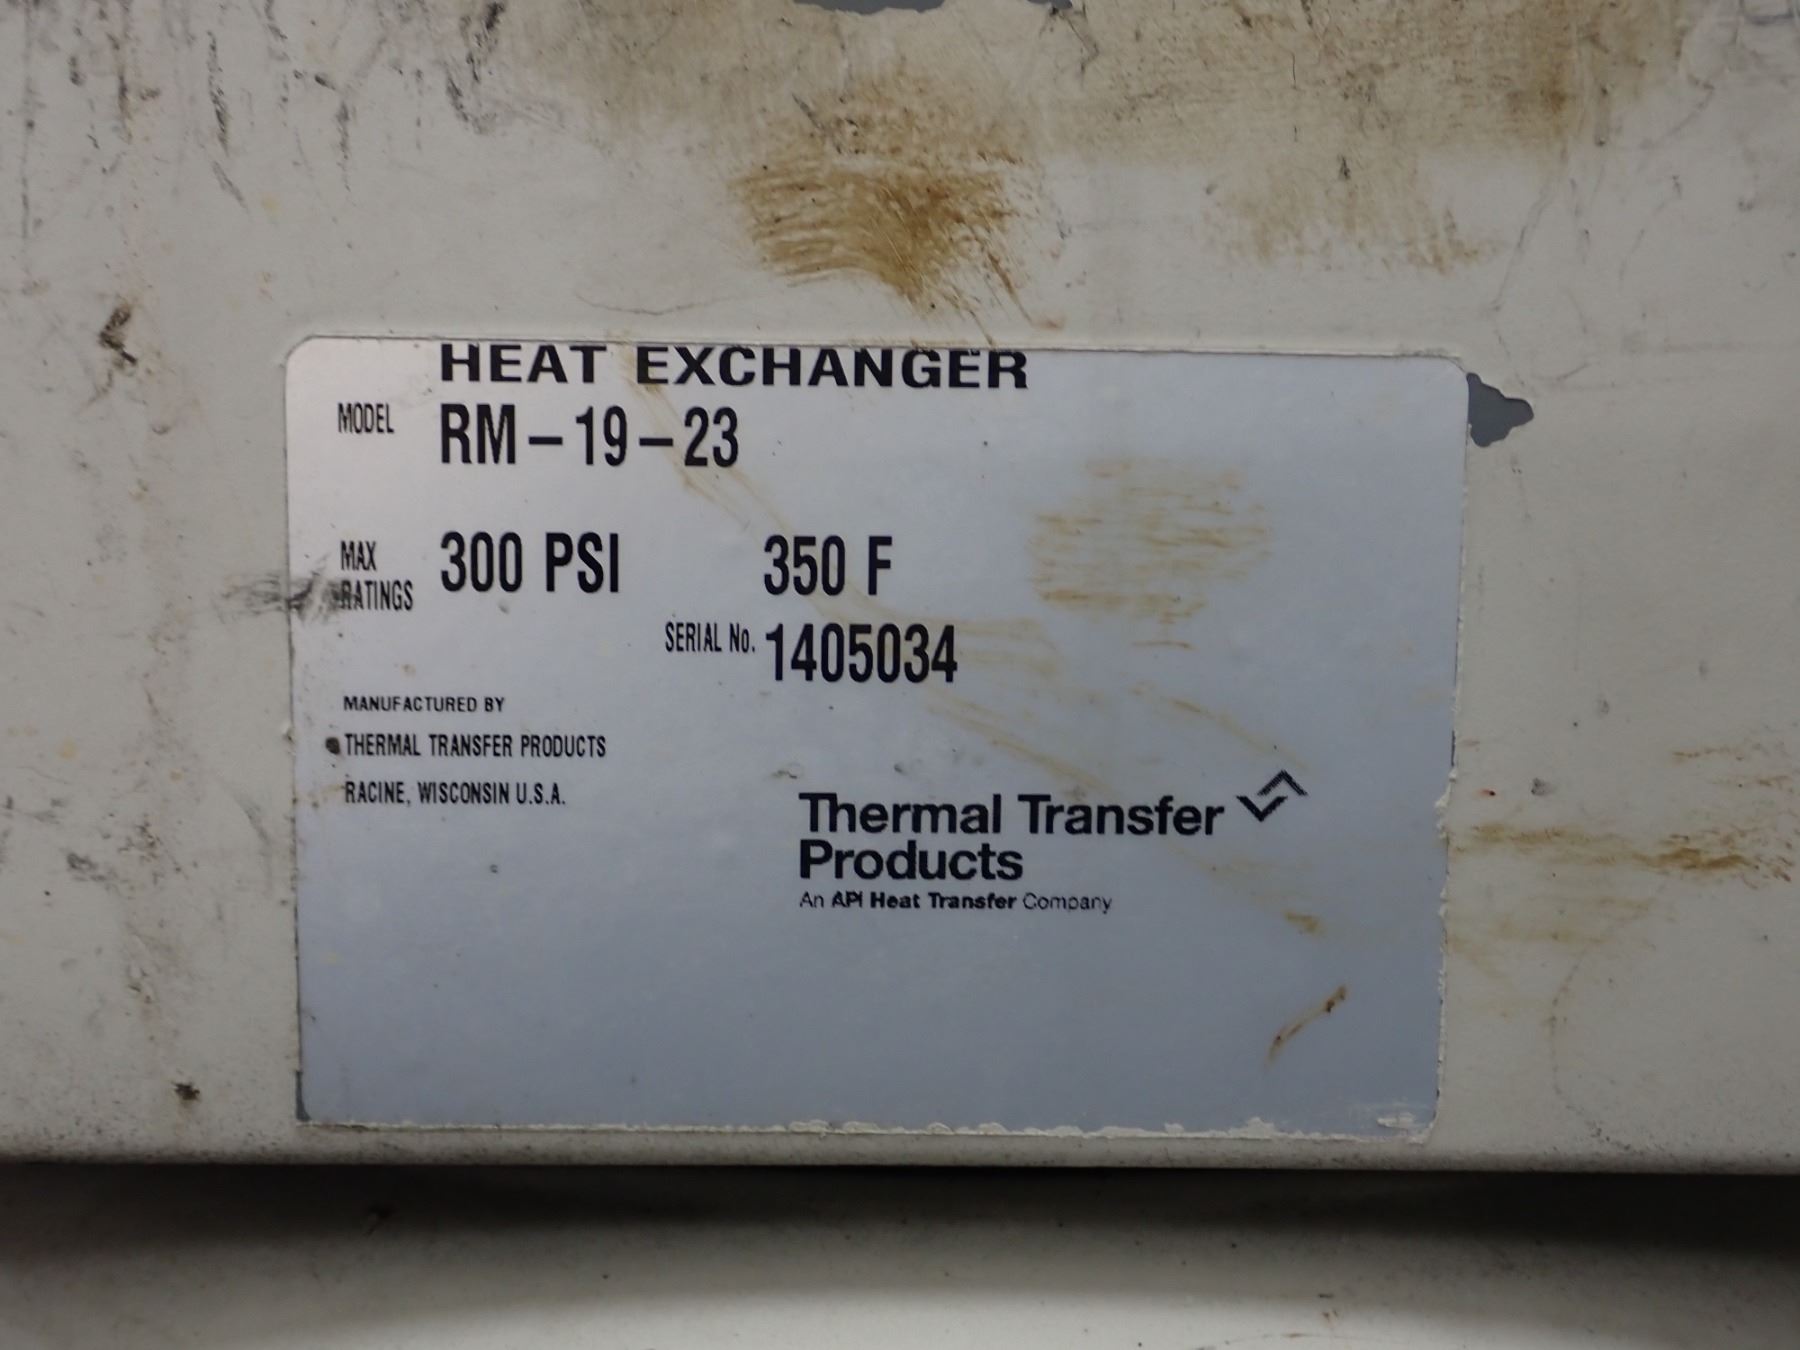 HEAT EXCHANGER
MODEL RM-19-23
MAX RATINGS 300 PSI 350 F
SERIAL No. 1405034
MANUFACTURED BY
THERMAL TRANSFER PRODUCTS
RACINE, WISCONSIN U.S.A.
Thermal Transfer
Products
An API Heat Transfer Company